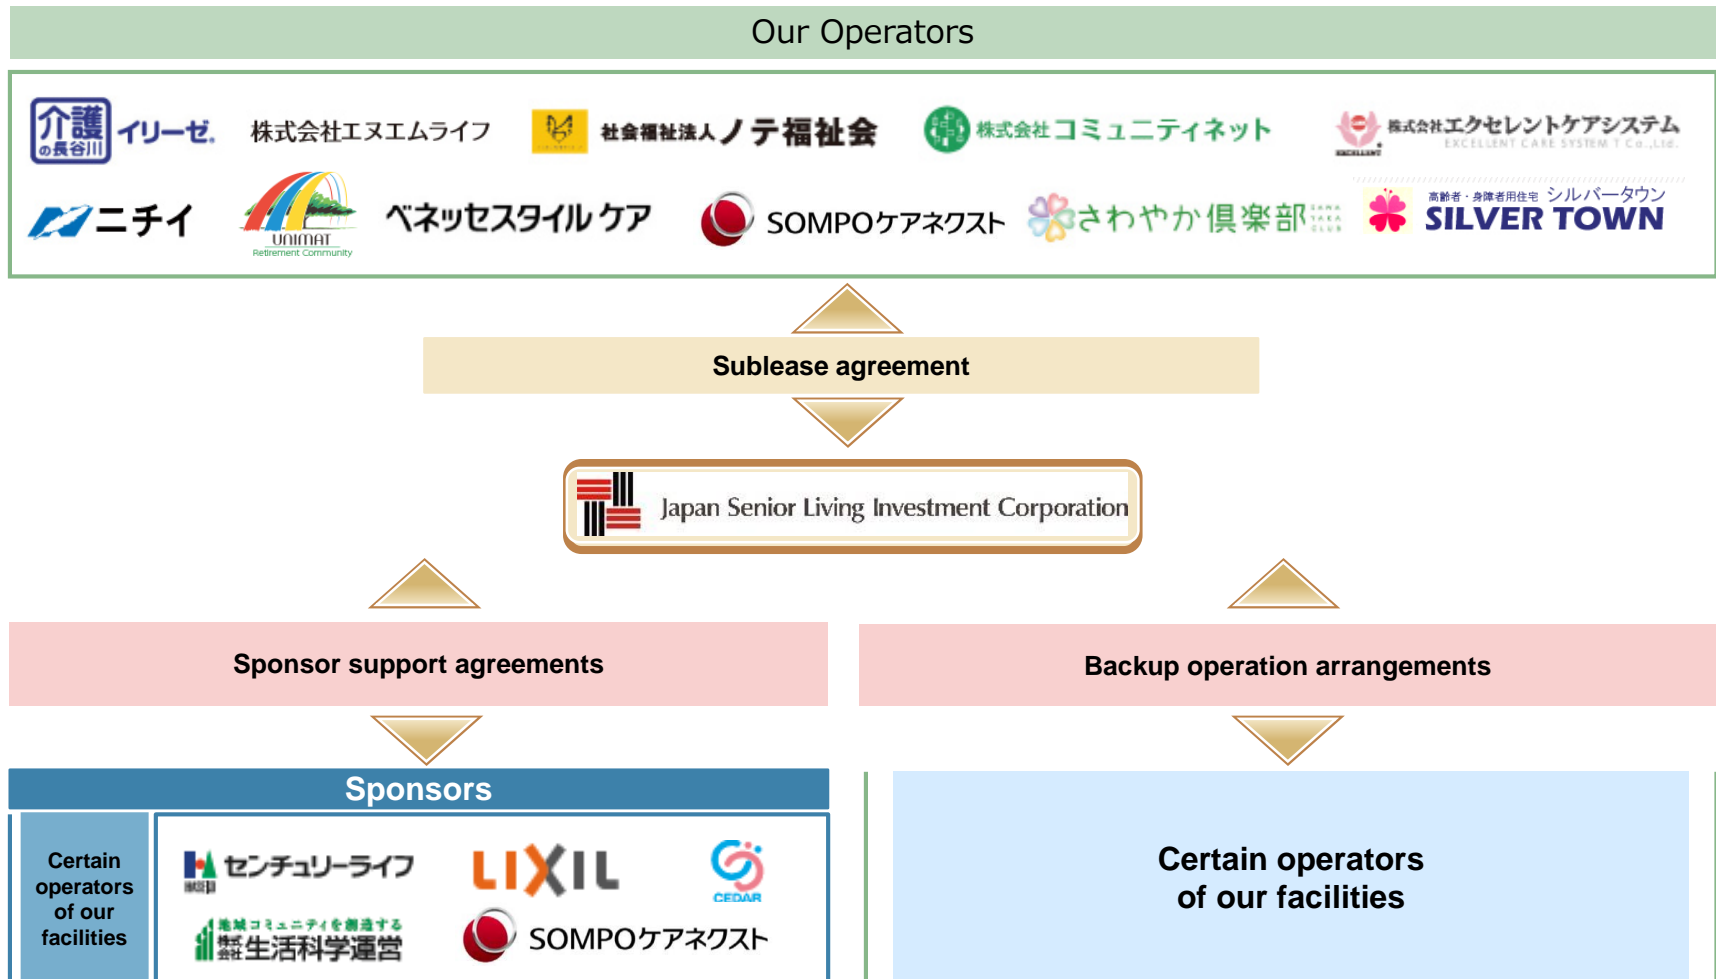 Our Operators
介護の長谷川 イリーゼ.
株式会社エヌエムライフ
社会福祉法人ノテ福祉会
株式会社コミュニティネット
株式会社エクセレントケアシステム
EXCELLENT CARE SYSTEM T Co.,Ltd.
EXCELLENT
ニチイ
UNIMAT
Retirement Community
ベネッセスタイルケア
SOMPOケアネクスト
さわやか倶楽部
SAWA
YAKA
CLUB
高齢者・身障者用住宅 シルバータウン
SILVER TOWN
Sublease agreement
Japan Senior Living Investment Corporation
Sponsor support agreements
Backup operation arrangements
Sponsors
Certain
operators
of our
facilities
センチュリーライフ
LIXIL
CEDAR
地域コミュニティを創造する
株式会社生活科学運営
SOMPOケアネクスト
Certain operators
of our facilities